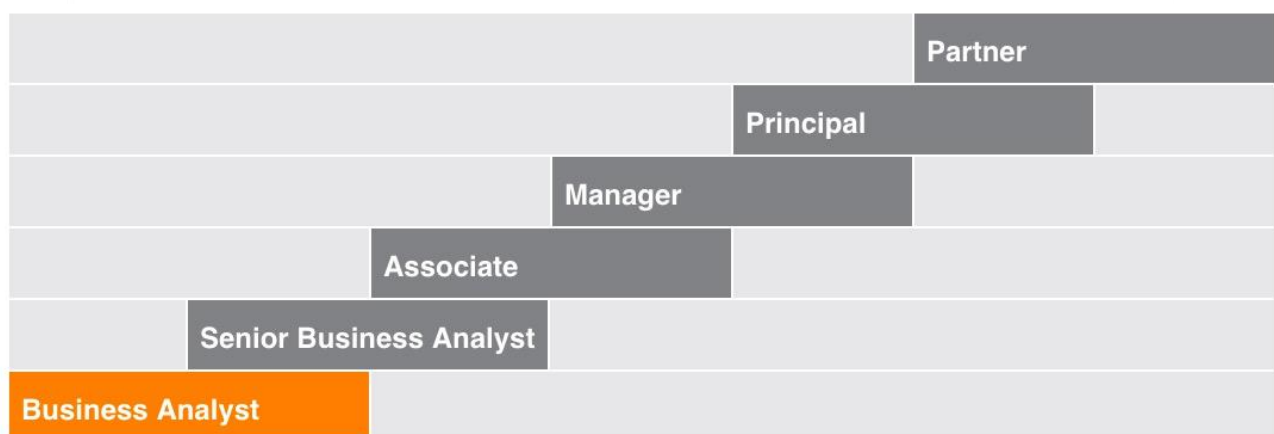 Partner
Principal
Manager
Associate
Senior Business Analyst
Business Analyst